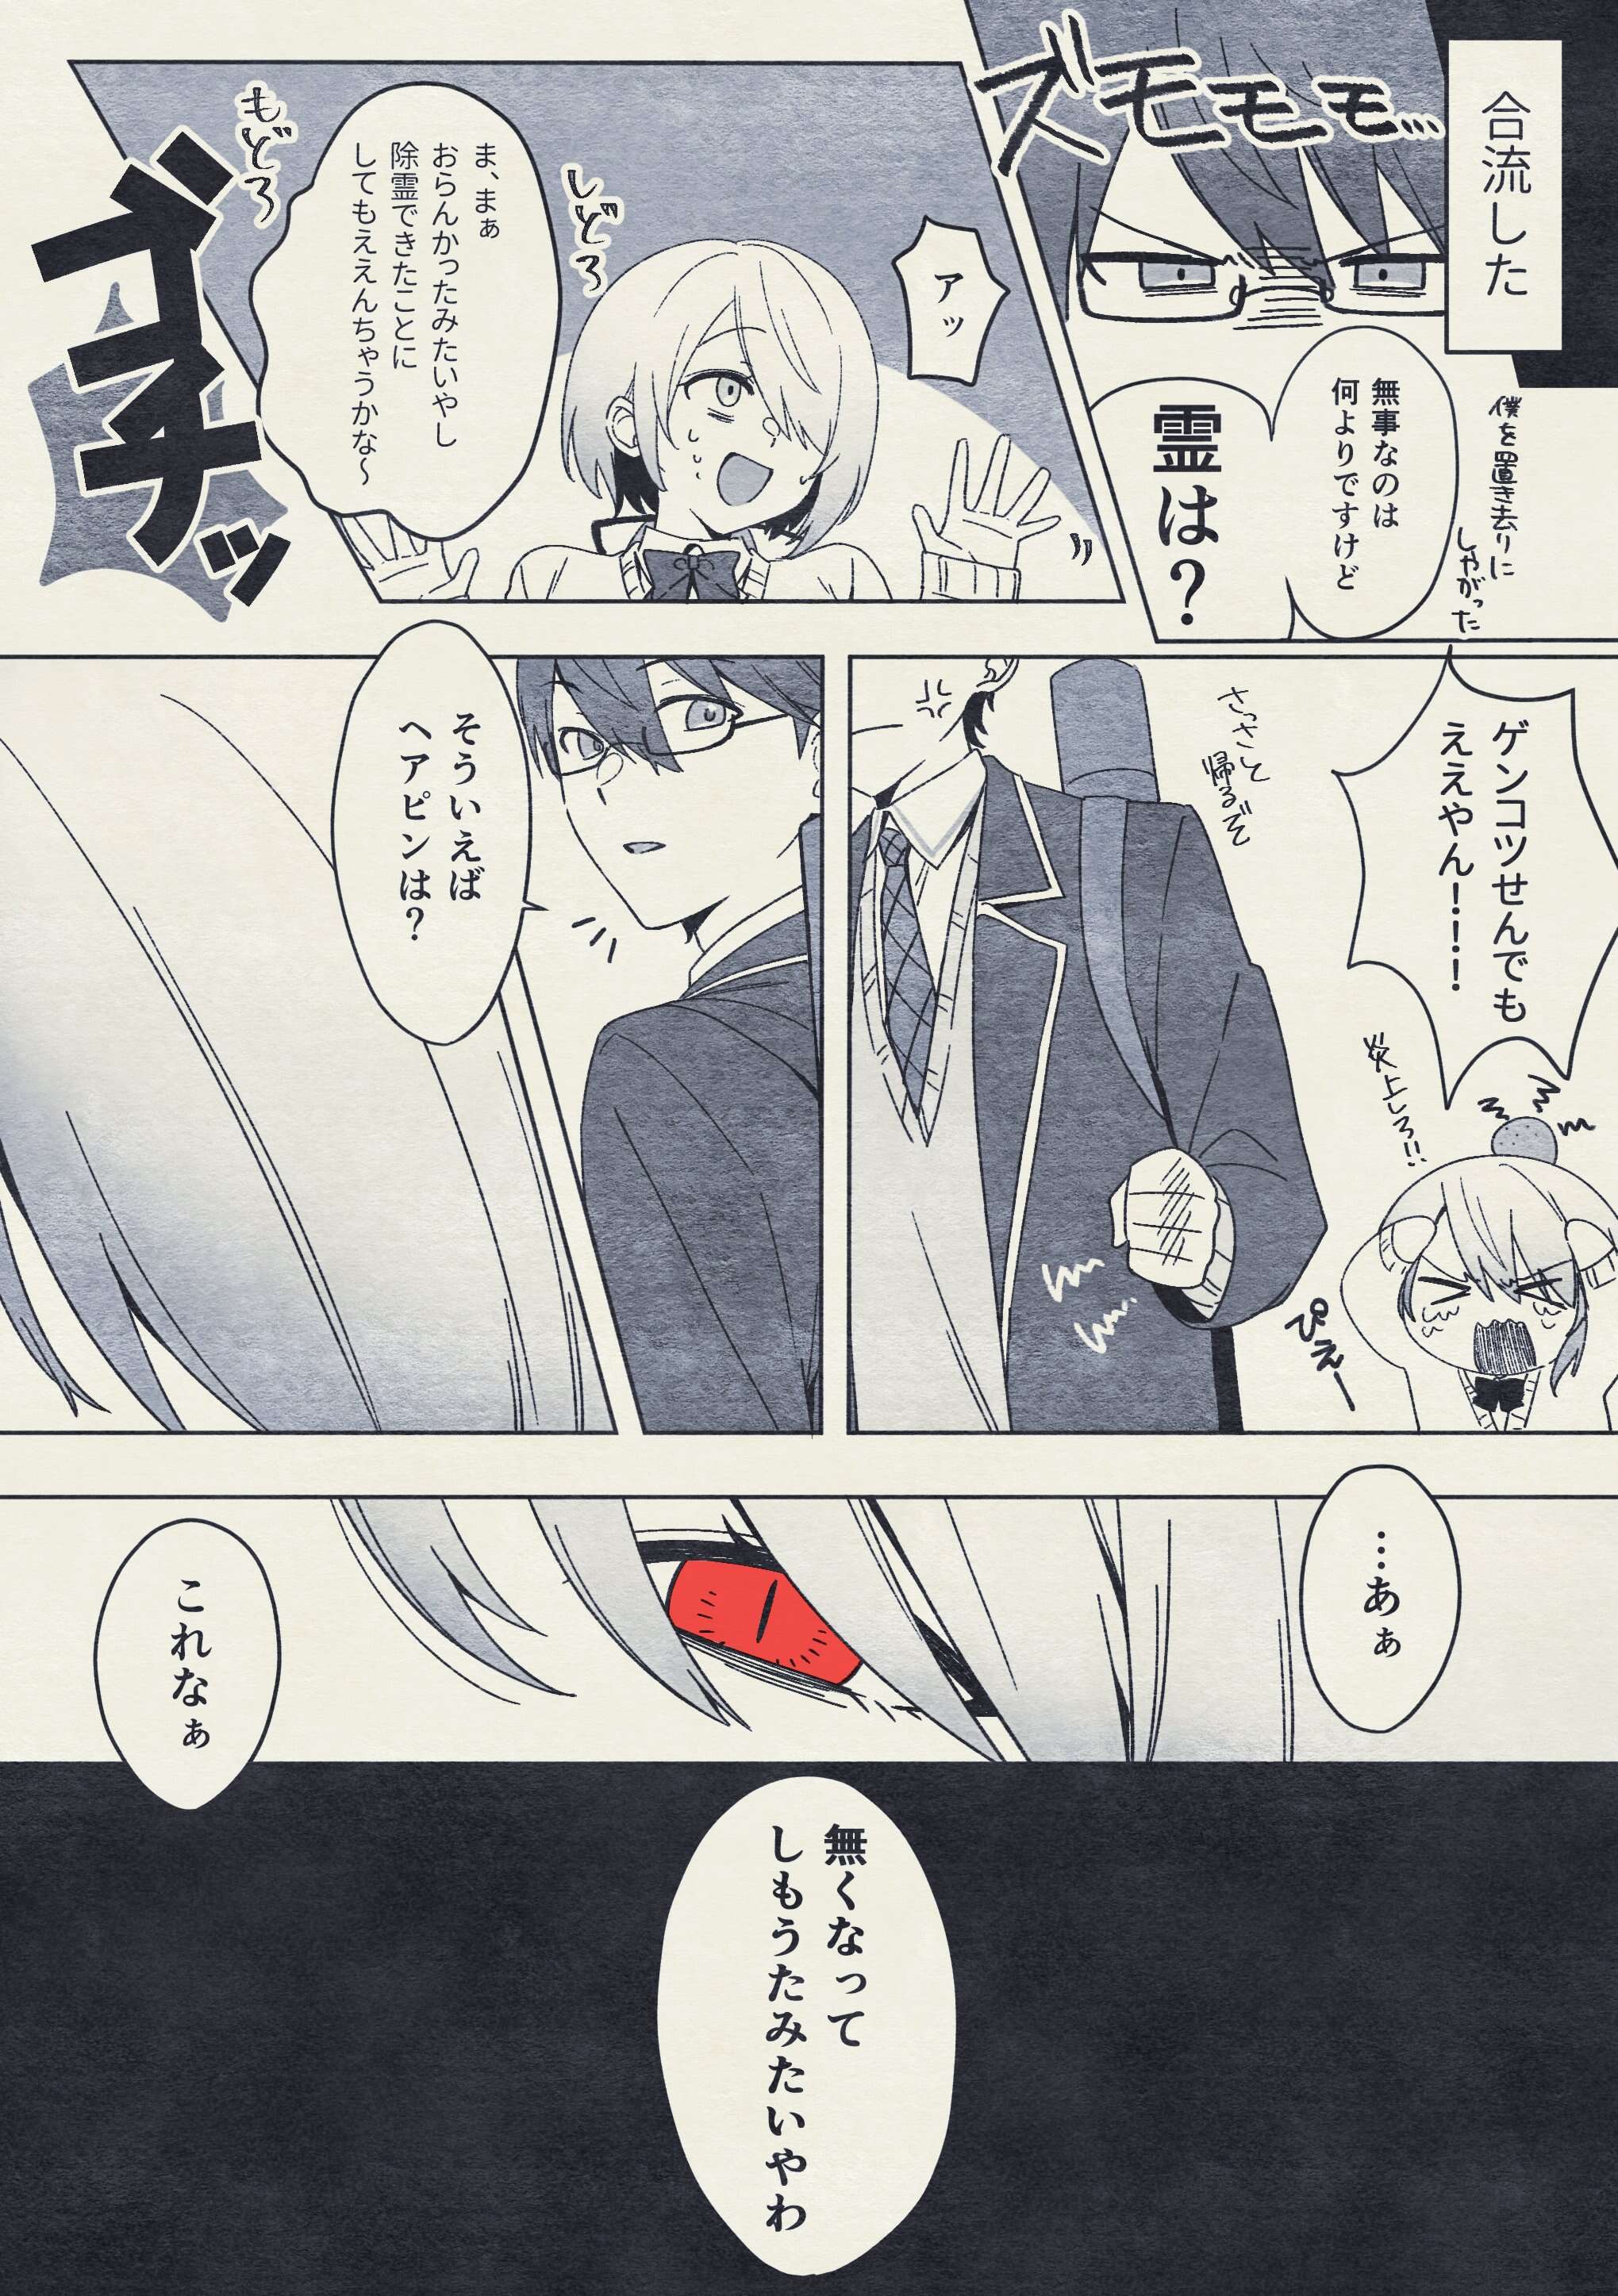 合流した
ズモモモ…
僕を置き去りに
しやがった
無事なのは
何よりですけど
霊は?
アッ
しどろ
ま、まぁ
おらんかったみたいやし
除霊できたことに
してもええんちゃうかな~
もどろ
ゴチッ
ゲンコツせんでも
ええやん!!!!
炎上しろ!!
ぴえー
さっさと
帰るぞ
そういえば
ヘアピンは?
…あぁ
これなぁ
無くなって
しもうたみたいやわ